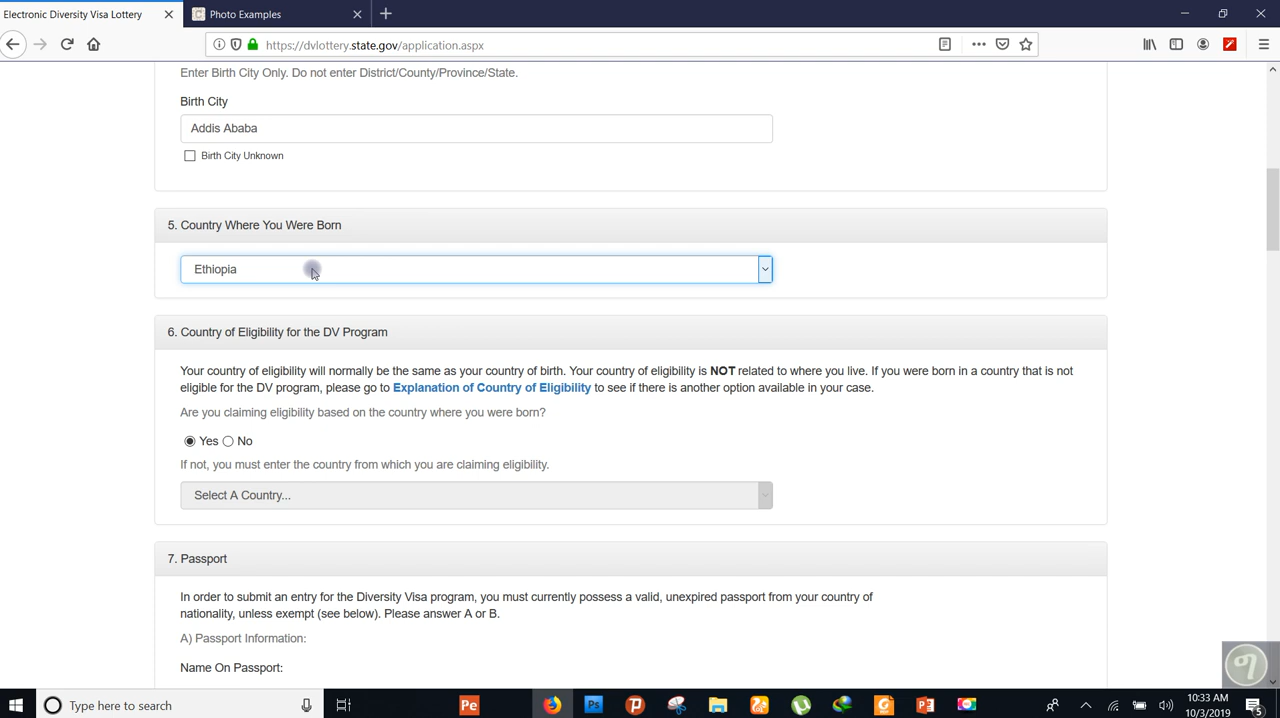 Electronic Diversity Visa Lottery
Photo Examples
https://dvlottery.state.gov/application.aspx
Enter Birth City Only. Do not enter District/County/Province/State.
Birth City
Addis Ababa
Birth City Unknown
5. Country Where You Were Born
Ethiopia
6. Country of Eligibility for the DV Program
Your country of eligibility will normally be the same as your country of birth. Your country of eligibility is NOT related to where you live. If you were born in a country that is not
eligible for the DV program, please go to Explanation of Country of Eligibility to see if there is another option available in your case.
Are you claiming eligibility based on the country where you were born?
Yes No
If not, you must enter the country from which you are claiming eligibility.
Select A Country...
7. Passport
In order to submit an entry for the Diversity Visa program, you must currently possess a valid, unexpired passport from your country of
nationality, unless exempt (see below). Please answer A or B.
A) Passport Information:
Name On Passport:
Type here to search
Pe
Ps
10:33 AM
10/3/2019
5